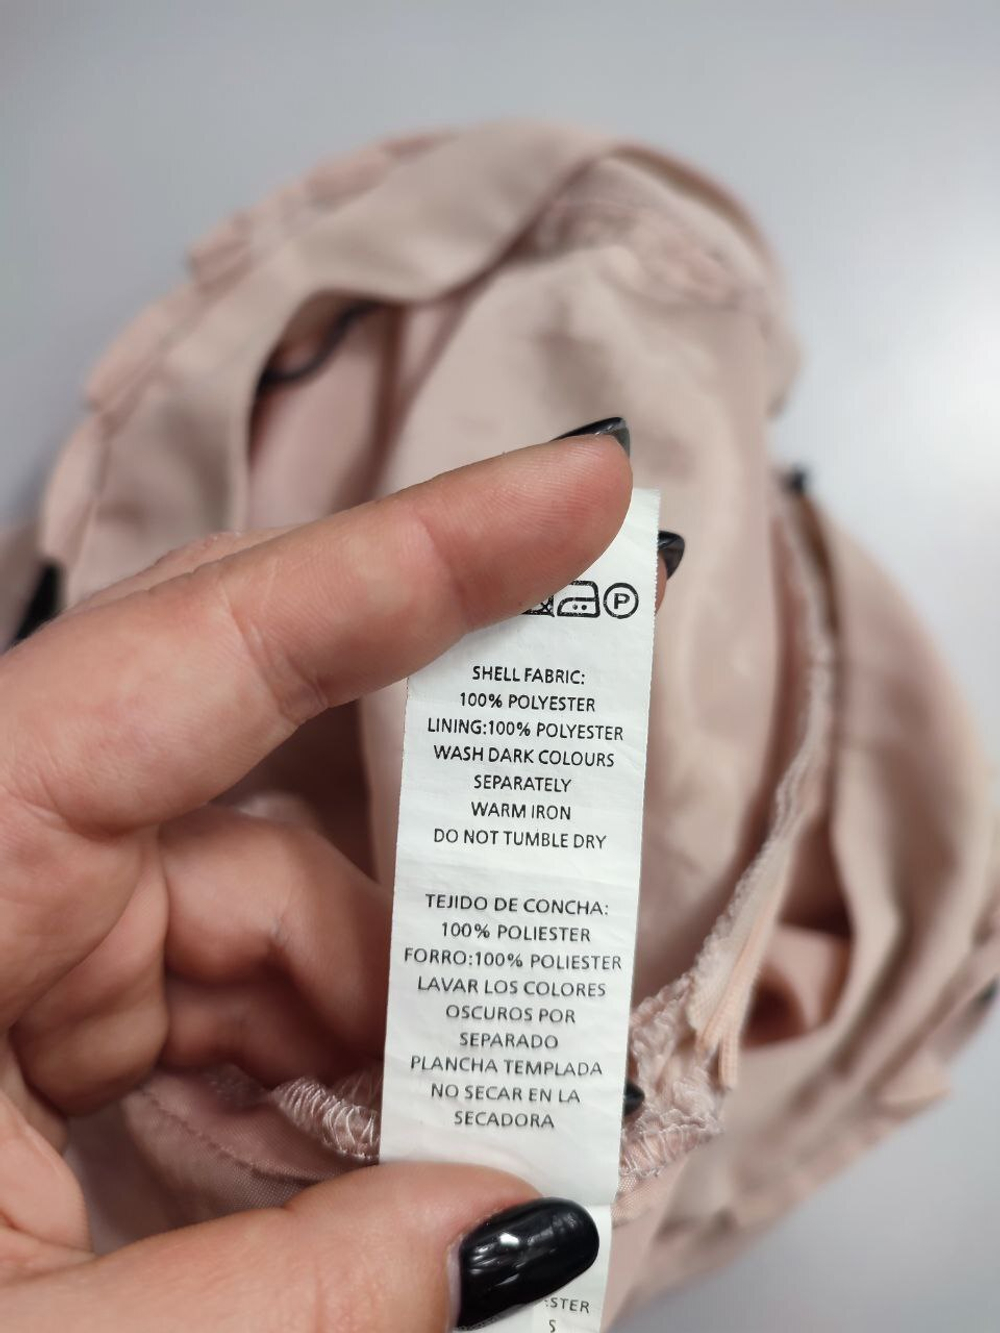 P
SHELL FABRIC:
100% POLYESTER
LINING:100% POLYESTER
WASH DARK COLOURS
SEPARATELY
WARM IRON
DO NOT TUMBLE DRY
TEJIDO DE CONCHA:
100% POLIESTER
FORRO:100% POLIESTER
LAVAR LOS COLORES
OSCUROS POR
SEPARADO
PLANCHA TEMPLADA
NO SECAR EN LA
SECADORA